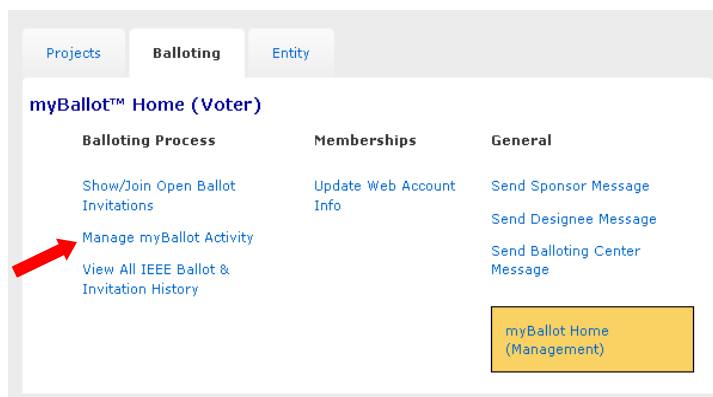 Projects
Balloting
Entity
myBallot™ Home (Voter)
Balloting Process
Show/Join Open Ballot
Invitations
Manage myBallot Activity
View All IEEE Ballot &
Invitation History
Memberships
Update Web Account
Info
General
Send Sponsor Message
Send Designee Message
Send Balloting Center
Message
myBallot Home
(Management)